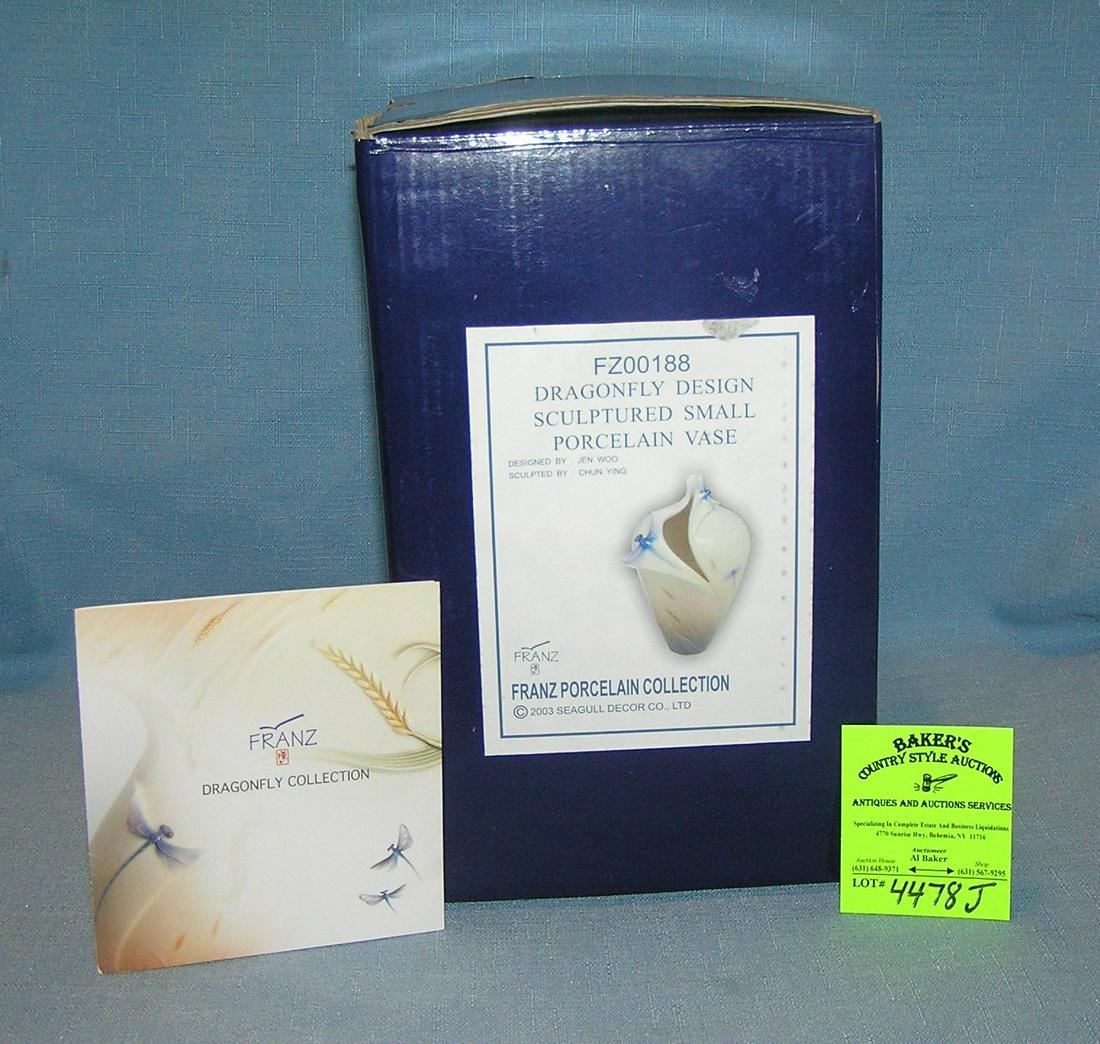 FZ00188
DRAGONFLY DESIGN
SCULPTURED SMALL
PORCELAIN VASE
DESIGNED BY : JEN WOO
SCULPTED BY : CHUN YING
FRANZ
FRANZ PORCELAIN COLLECTION
© 2003 SEAGULL DECOR CO., LTD
FRANZ
DRAGONFLY COLLECTION
BAKER'S
COUNTRY STYLE AUCTIONS
ANTIQUES AND AUCTIONS SERVICES
Specializing In Complete Estate And Business Liquidations
4770 Sunrise Hwy, Bohemia, NY 11716
Auctioneer
Auction House Al Baker Shop
(631) 648-9371 (631) 567-9295
LOT# 4478J